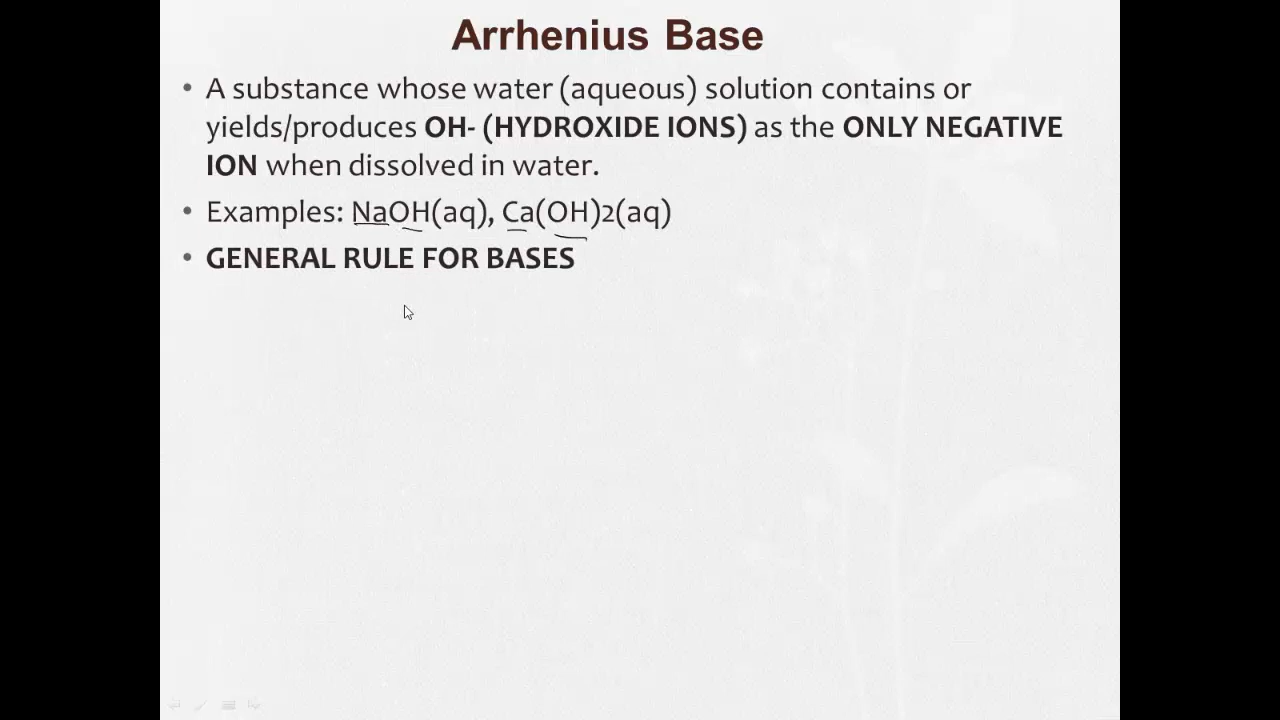 Arrhenius Base
• A substance whose water (aqueous) solution contains or
yields/produces OH- (HYDROXIDE IONS) as the ONLY NEGATIVE
ION when dissolved in water.
• Examples: NaOH(aq), Ca(OH)2(aq)
• GENERAL RULE FOR BASES